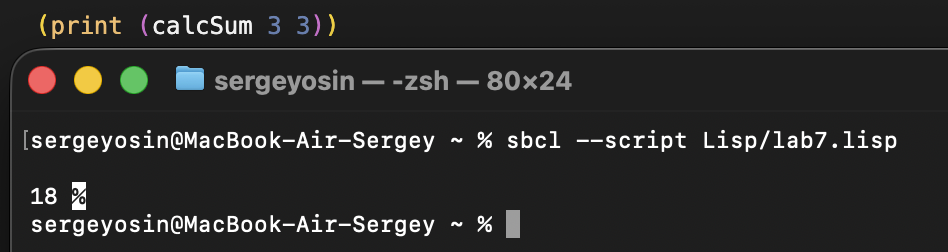 (print (calcSum 3 3))
sergeyosin — -zsh — 80×24
[sergeyosin@MacBook-Air-Sergey ~ % sbcl --script Lisp/lab7.lisp
18 %
sergeyosin@MacBook-Air-Sergey ~ %